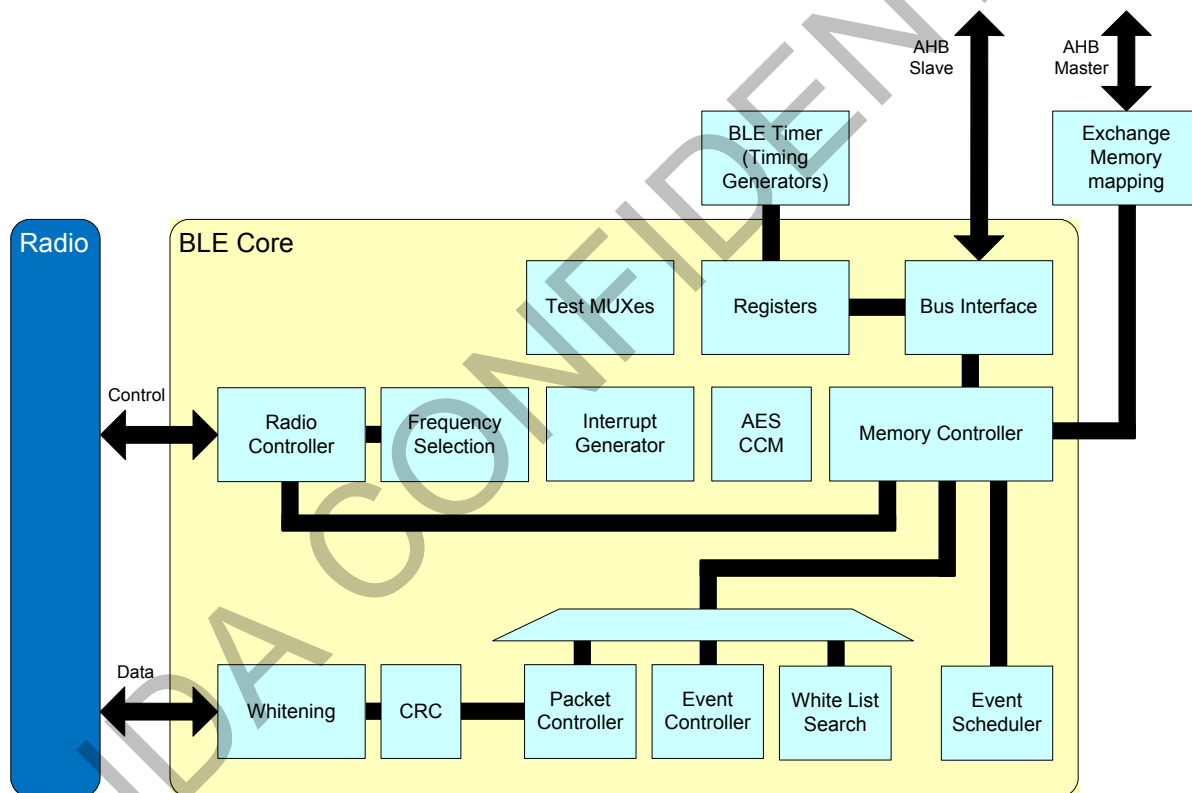 AHB
Slave
AHB
Master
BLE Timer
(Timing
Generators)
Exchange
Memory
mapping
Radio
BLE Core
Test MUXes
Registers
Bus Interface
Control
Radio
Controller
Frequency
Selection
Interrupt
Generator
AES
CCM
Memory Controller
Data
Whitening
CRC
Packet
Controller
Event
Controller
White List
Search
Event
Scheduler
IDA CONFIDEN